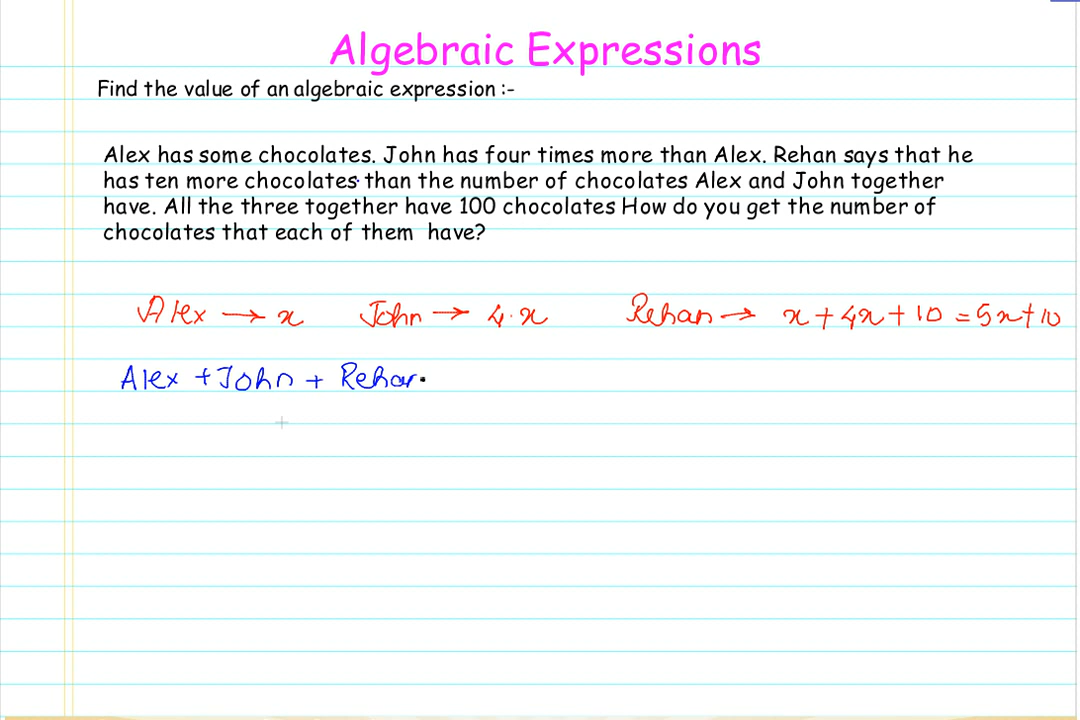 Algebraic Expressions
Find the value of an algebraic expression :-
Alex has some chocolates. John has four times more than Alex. Rehan says that he
has ten more chocolates than the number of chocolates Alex and John together
have. All the three together have 100 chocolates How do you get the number of
chocolates that each of them have?
Alex → x John → 4·x Rehan → x + 4x + 10 = 5x + 10
Alex + John + Rehan